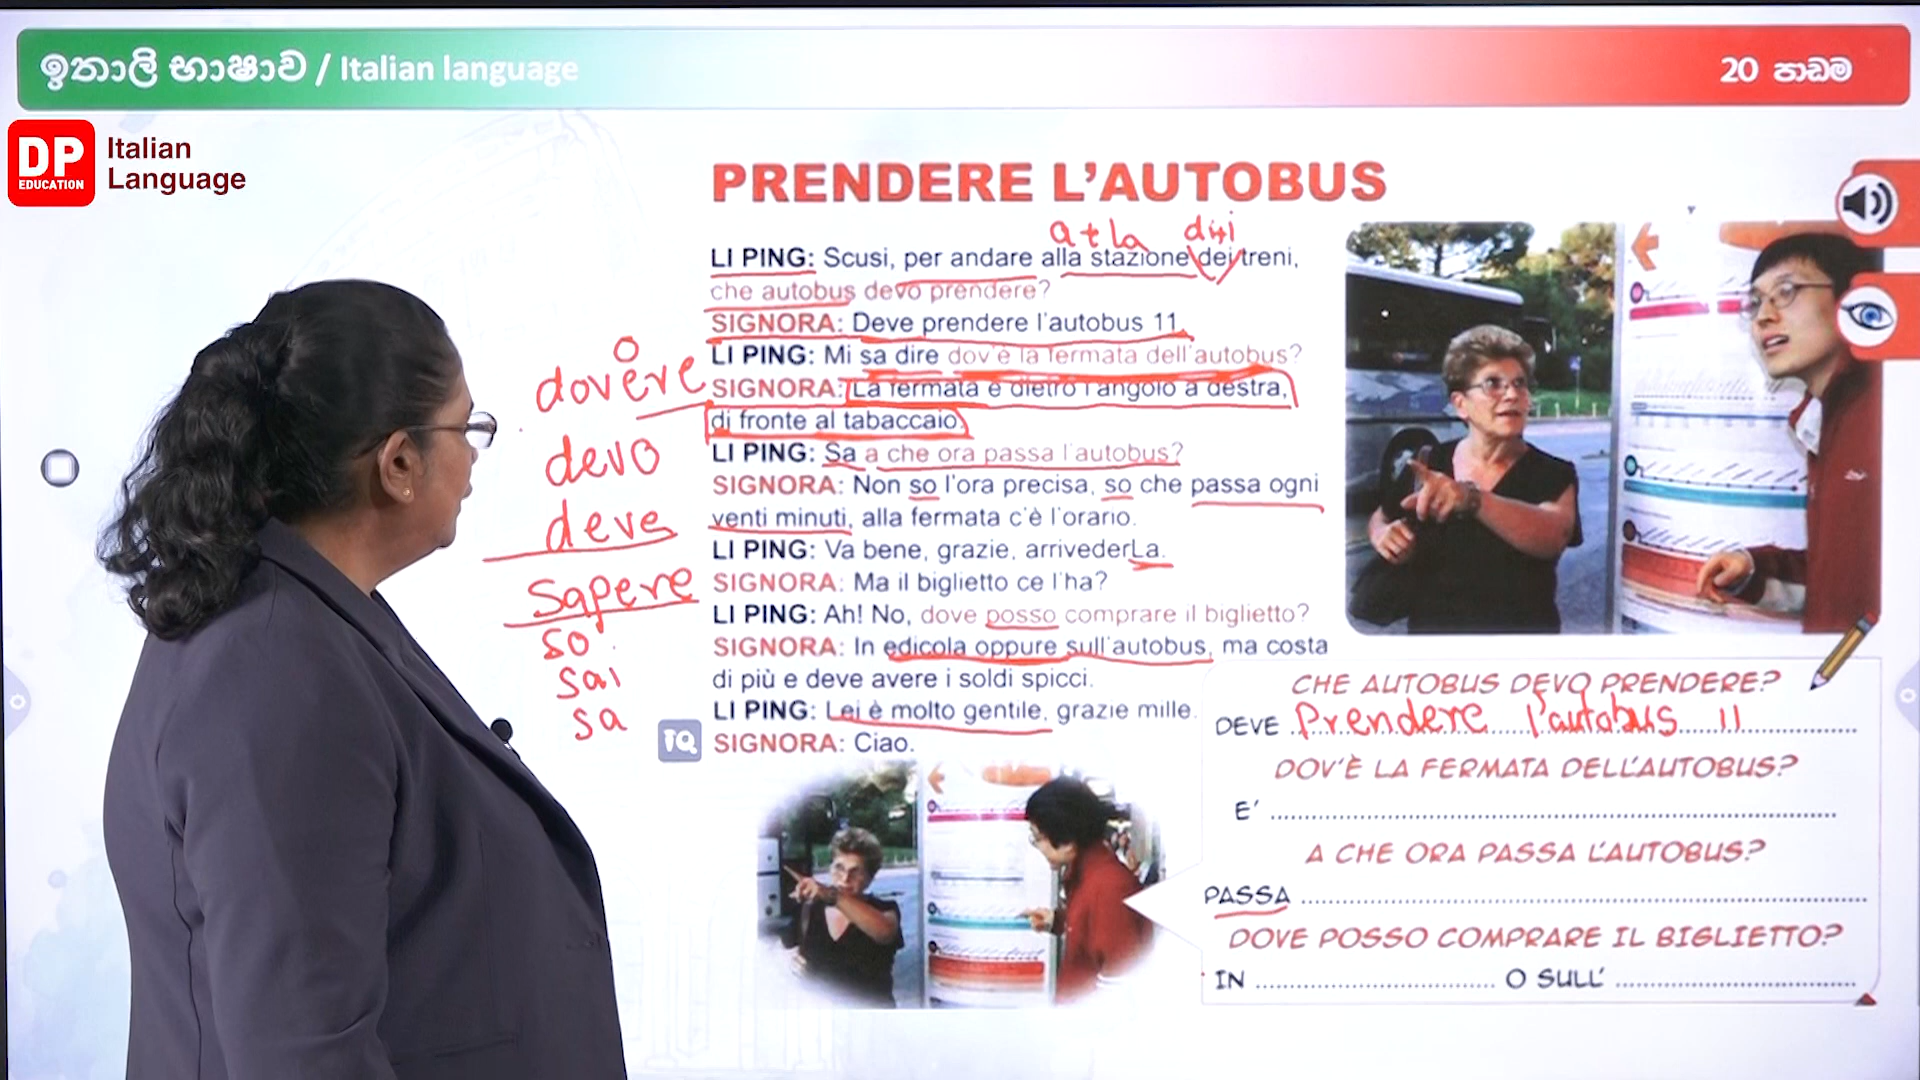 ඉතාලි භාෂාව / Italian language
20 පාඩම
DP
EDUCATION
Italian
Language
PRENDERE L'AUTOBUS
a + la
di+i
LI PING: Scusi, per andare alla stazione dei treni,
che autobus devo prendere?
SIGNORA: Deve prendere l'autobus 11.
LI PING: Mi sa dire dov'è la fermata dell'autobus?
SIGNORA: La fermata è dietro l'angolo a destra,
di fronte al tabaccaio.
LI PING: Sa a che ora passa l'autobus?
SIGNORA: Non so l'ora precisa, so che passa ogni
venti minuti, alla fermata c'è l'orario.
LI PING: Va bene, grazie, arrivederLa.
SIGNORA: Ma il biglietto ce l'ha?
LI PING: Ah! No, dove posso comprare il biglietto?
SIGNORA: In edicola oppure sull'autobus, ma costa
di più e deve avere i soldi spicci.
LI PING: Lei è molto gentile, grazie mille.
SIGNORA: Ciao.
o
dovere
devo
deve
sapere
so
sai
sa
CHE AUTOBUS DEVO PRENDERE?
DEVE Prendere l'autobus 11
DOV'È LA FERMATA DELL'AUTOBUS?
E' ........................
A CHE ORA PASSA L'AUTOBUS?
PASSA ........................
DOVE POSSO COMPRARE IL BIGLIETTO?
IN ........................ O SULL' ........................